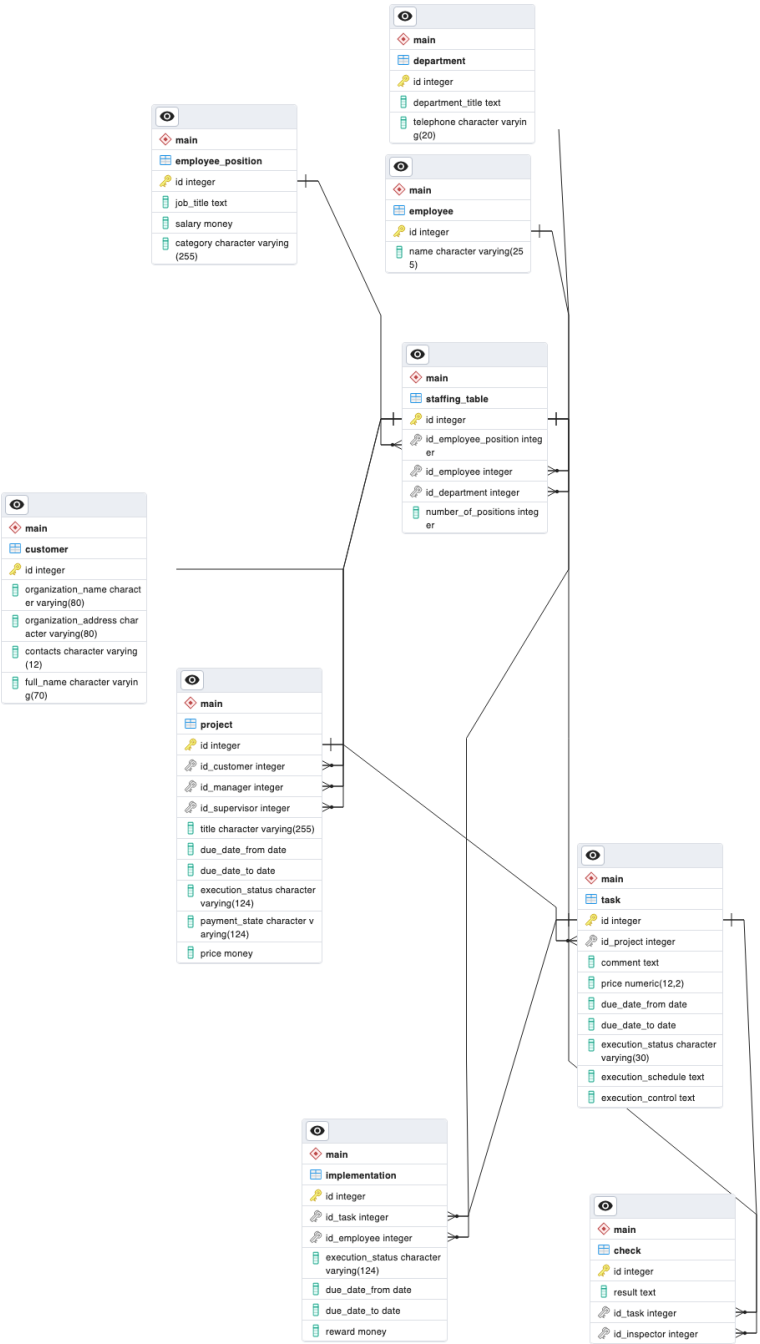 main
department
id integer
department_title text
telephone character varyin
g(20)
main
employee_position
id integer
job_title text
salary money
category character varying
(255)
main
employee
id integer
name character varying(25
5)
main
staffing_table
id integer
id_employee_position integ
er
id_employee integer
id_department integer
number_of_positions integ
er
main
customer
id integer
organization_name charact
er varying(80)
organization_address char
acter varying(80)
contacts character varying
(12)
full_name character varyin
g(70)
main
project
id integer
id_customer integer
id_manager integer
id_supervisor integer
title character varying(255)
due_date_from date
due_date_to date
execution_status character
varying(124)
payment_state character v
arying(124)
price money
main
task
id integer
id_project integer
comment text
price numeric(12,2)
due_date_from date
due_date_to date
execution_status character
varying(30)
execution_schedule text
execution_control text
main
implementation
id integer
id_task integer
id_employee integer
execution_status character
varying(124)
due_date_from date
due_date_to date
reward money
main
check
id integer
result text
id_task integer
id_inspector integer